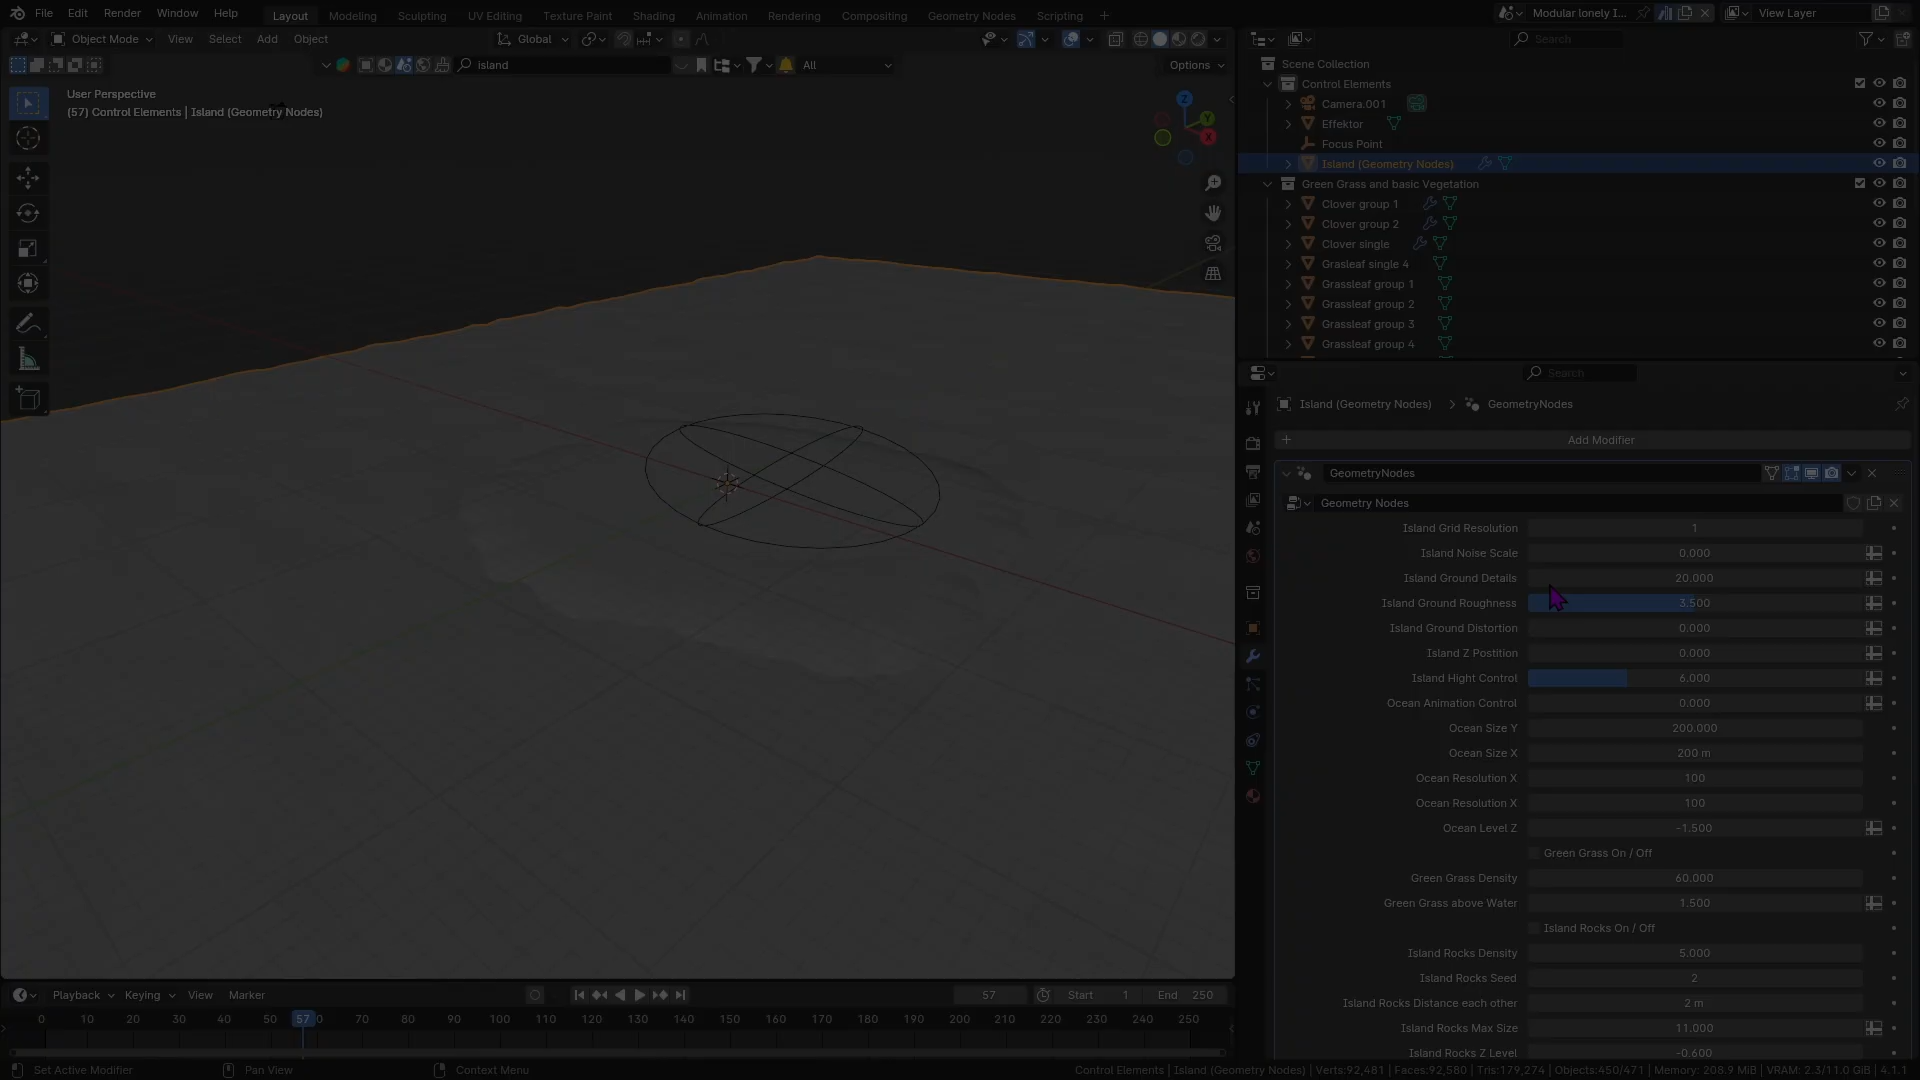 File Edit Render Window Help Layout Modeling Sculpting UV Editing Texture Paint Shading Animation Rendering Compositing Geometry Nodes Scripting + Modular lonely I... View Layer
Object Mode View Select Add Object Global Search
island All Options
User Perspective
(57) Control Elements | Island (Geometry Nodes)
Z
Y
X
Scene Collection
Control Elements
Camera.001
Effektor
Focus Point
Island (Geometry Nodes)
Green Grass and basic Vegetation
Clover group 1
Clover group 2
Clover single
Grasleaf single 4
Grassleaf group 1
Grassleaf group 2
Grassleaf group 3
Grassleaf group 4
Search
Island (Geometry Nodes) > GeometryNodes
+ Add Modifier
GeometryNodes
Geometry Nodes
Island Grid Resolution 1
Island Noise Scale 0.000
Island Ground Details 20.000
Island Ground Roughness 3.500
Island Ground Distortion 0.000
Island Z Postition 0.000
Island Hight Control 6.000
Ocean Animation Control 0.000
Ocean Size Y 200.000
Ocean Size X 200 m
Ocean Resolution X 100
Ocean Resolution X 100
Ocean Level Z -1.500
Green Grass On / Off
Green Grass Density 60.000
Green Grass above Water 1.500
Island Rocks On / Off
Island Rocks Density 5.000
Island Rocks Seed 2
Island Rocks Distance each other 2 m
Island Rocks Max Size 11.000
Island Rocks Z Level -0.600
Playback Keying View Marker 57 Start 1 End 250
0 10 20 30 40 50 57 0 70 80 90 100 110 120 130 140 150 160 170 180 190 200 210 220 230 240 250
Set Active Modifier Pan View Context Menu Control Elements | Island (Geometry Nodes) | Verts:92,481 | Faces:92,580 | Tris:179,274 | Objects:450/471 | Memory: 208.9 MiB | VRAM: 2.3/11.0 GiB | 4.1.1